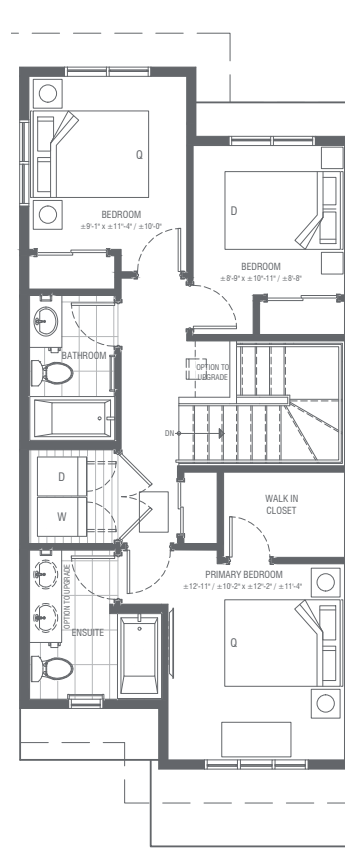 Q
BEDROOM
±9'-1" x ±11'-4" / ±10'-0"
D
BEDROOM
±8'-9" x ±10'-11" / ±8'-8"
BATHROOM
OPTION TO
UPGRADE
DN
D
W
WALK IN
CLOSET
OPTION TO UPGRADE
PRIMARY BEDROOM
±12'-11" / ±10'-2" x ±12'-2" / ±11'-4"
ENSUITE
Q